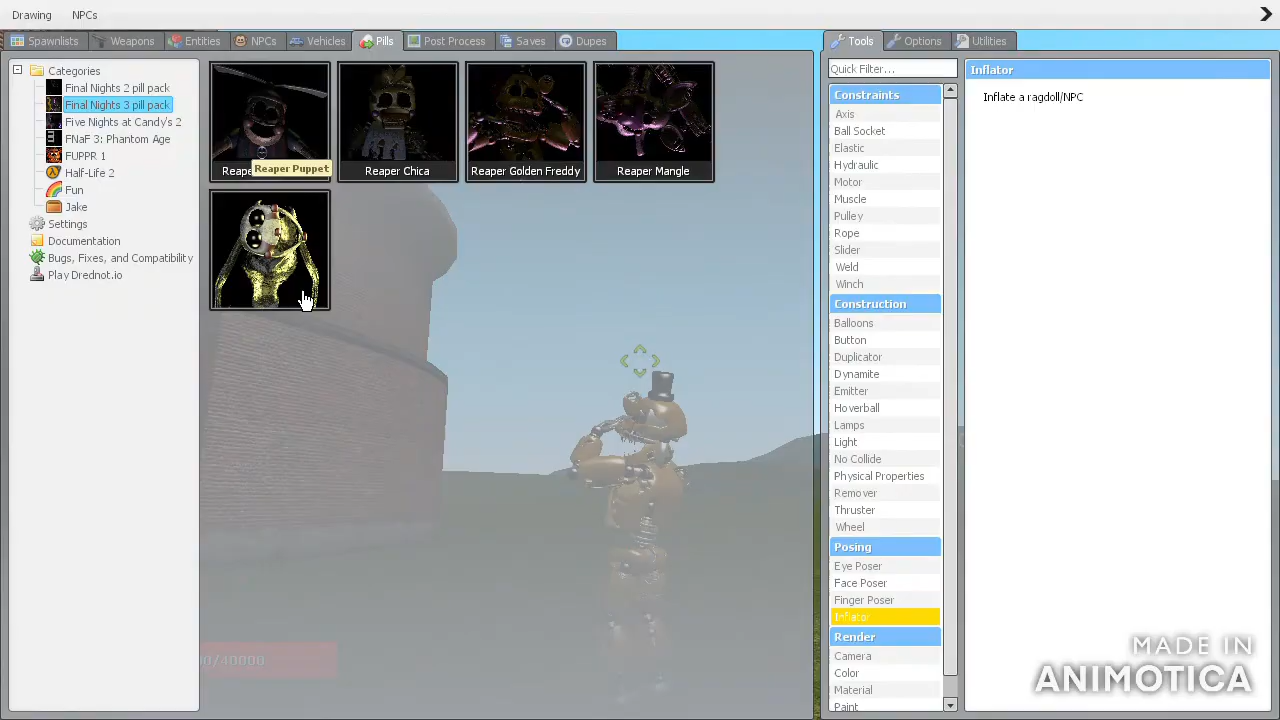 Drawing NPCs
Spawnlists Weapons Entities NPCs Vehicles Pills Post Process Saves Dupes
Tools Options Utilities
Categories
Final Nights 2 pill pack
Final Nights 3 pill pack
Five Nights at Candy's 2
FNaF 3: Phantom Age
FUPPR 1
Half-Life 2
Fun
Jake
Settings
Documentation
Bugs, Fixes, and Compatibility
Play Drednot.io
Reaper Puppet
Reaper Chica
Reaper Golden Freddy
Reaper Mangle
Quick Filter...
Constraints
Axis
Ball Socket
Elastic
Hydraulic
Motor
Muscle
Pulley
Rope
Slider
Weld
Winch
Construction
Balloons
Button
Duplicator
Dynamite
Emitter
Hoverball
Lamps
Light
No Collide
Physical Properties
Remover
Thruster
Wheel
Posing
Eye Poser
Face Poser
Finger Poser
Inflator
Render
Camera
Color
Material
Paint
Inflator
Inflate a ragdoll/NPC
MADE IN
ANIMOTICA